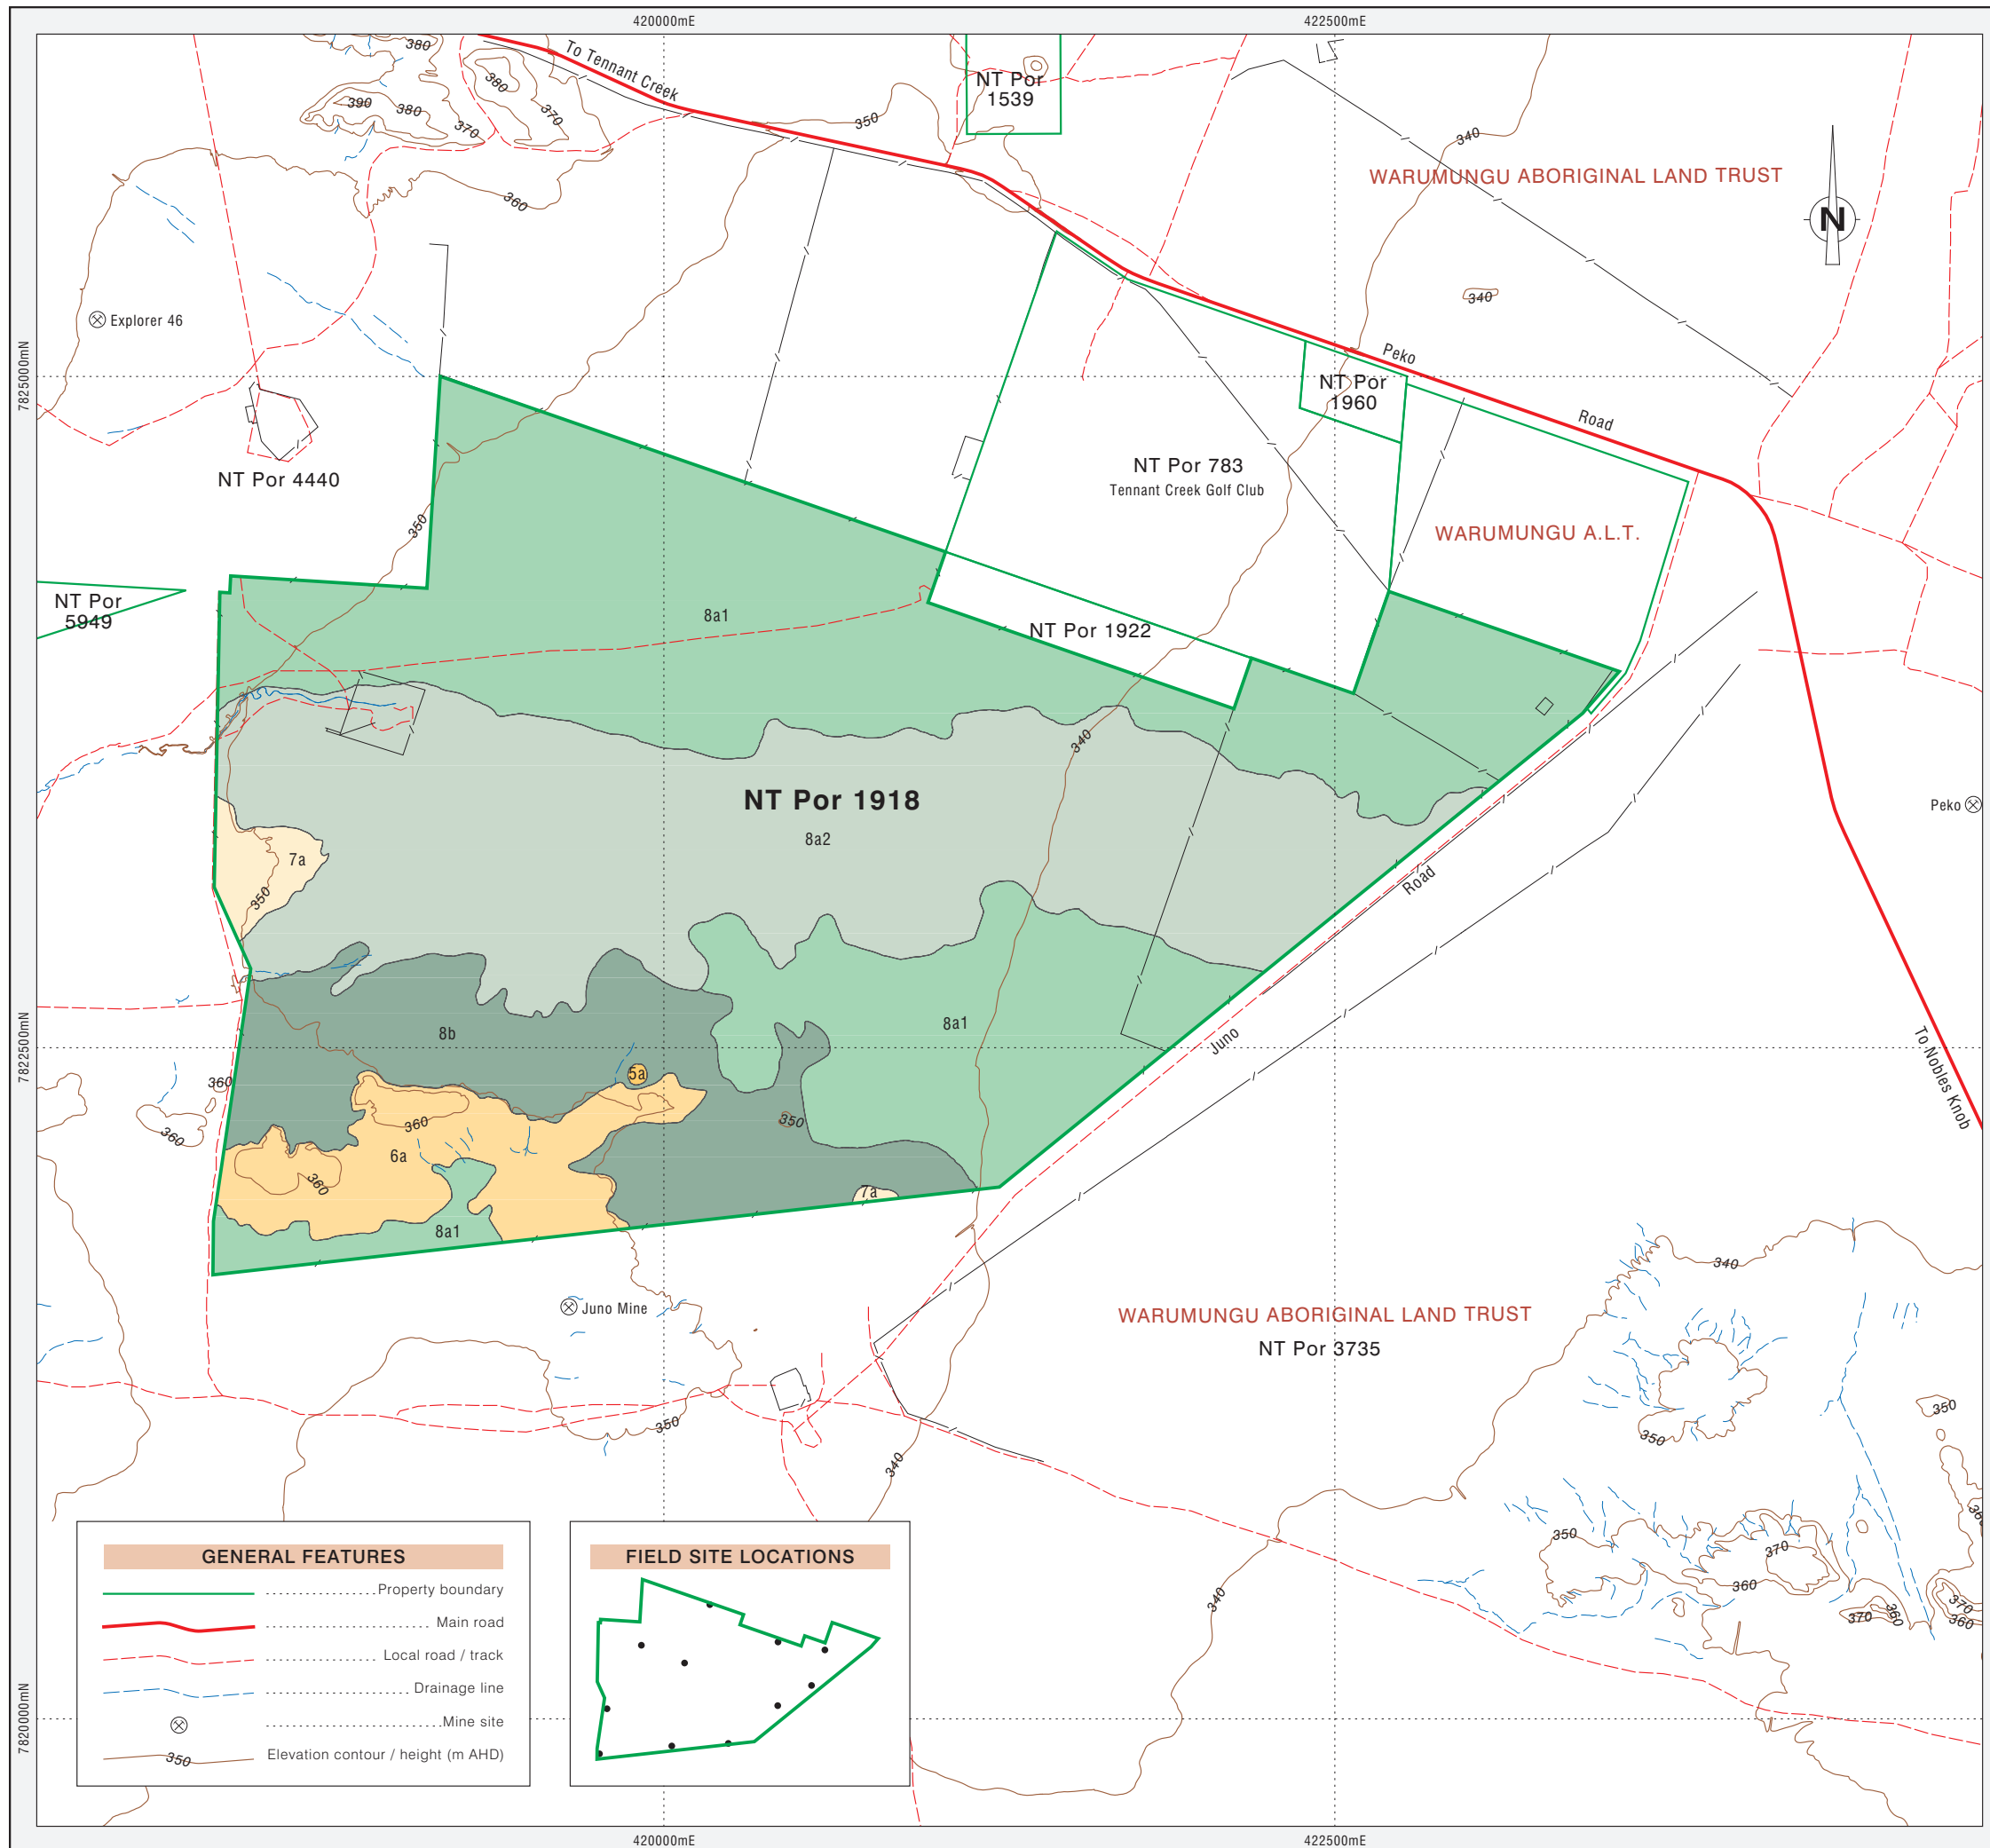 420000mE
422500mE
380
390
380
370
380
370
To Tennant Creek
350
NT Por
1539
340
WARUMUNGU ABORIGINAL LAND TRUST
N
360
Explorer 46
340
7825000mN
Peko
NT Por
1960
Road
NT Por 4440
NT Por 783
Tennant Creek Golf Club
350
WARUMUNGU A.L.T.
NT Por
5949
8a1
NT Por 1922
340
NT Por 1918
8a2
Peko
7a
350
Road
8b
8a1
Juno
7822500mN
To Nobles Knob
5a
360
360
360
350
6a
360
7a
8a1
340
Juno Mine
WARUMUNGU ABORIGINAL LAND TRUST
NT Por 3735
350
350
350
340
360
350
370
360
340
370
360
370
360
GENERAL FEATURES
Property boundary
Main road
Local road / track
Drainage line
Mine site
350
Elevation contour / height (m AHD)
FIELD SITE LOCATIONS
7820000mN
420000mE
422500mE